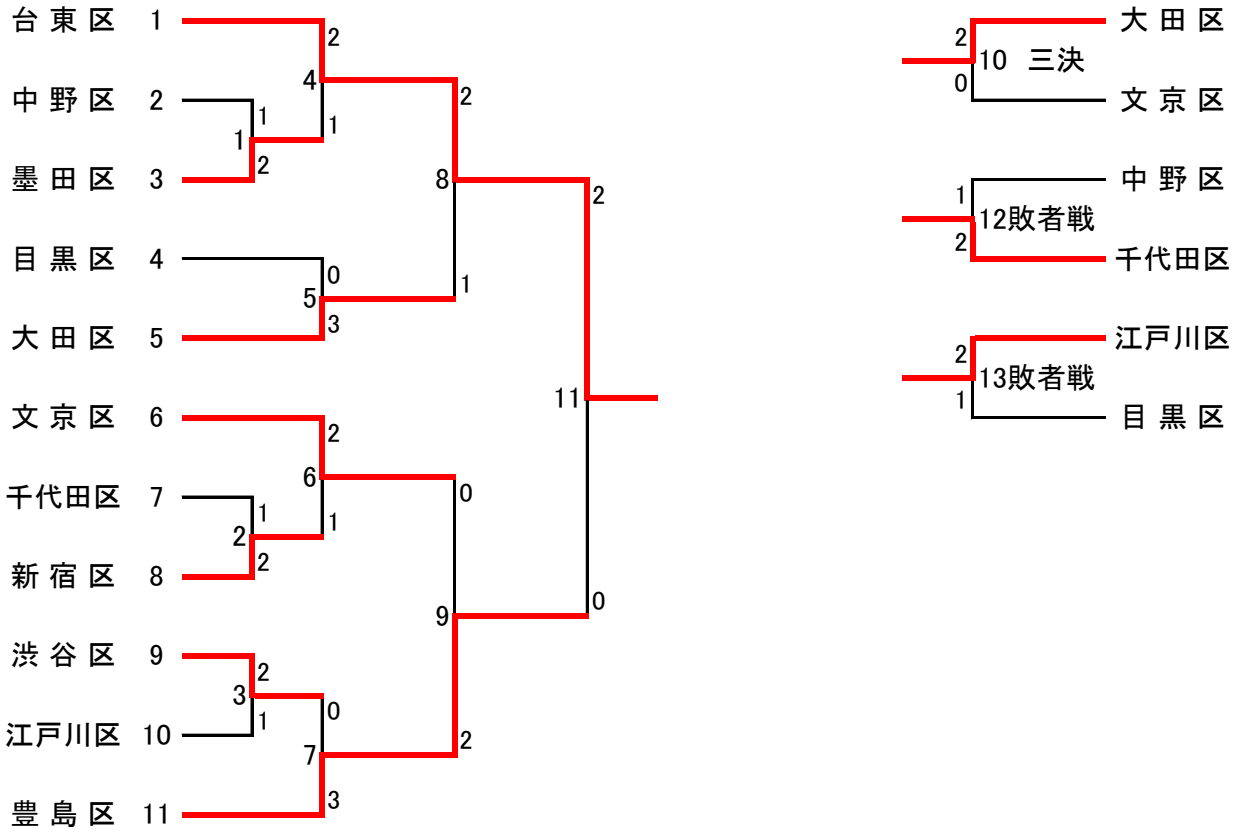 台東区 1
2
4
中野区 2
1
1
1
墨田区 3
2
2
8
2
目黒区 4
0
5
1
大田区 5
3
11
文京区 6
2
6
0
千代田区 7
1
2
1
新宿区 8
2
9
0
渋谷区 9
2
3
0
江戸川区 10
1
7
2
豊島区 11
3
大田区
2
10 三決
0
文京区
中野区
1
12敗者戦
2
千代田区
江戸川区
2
13敗者戦
1
目黒区